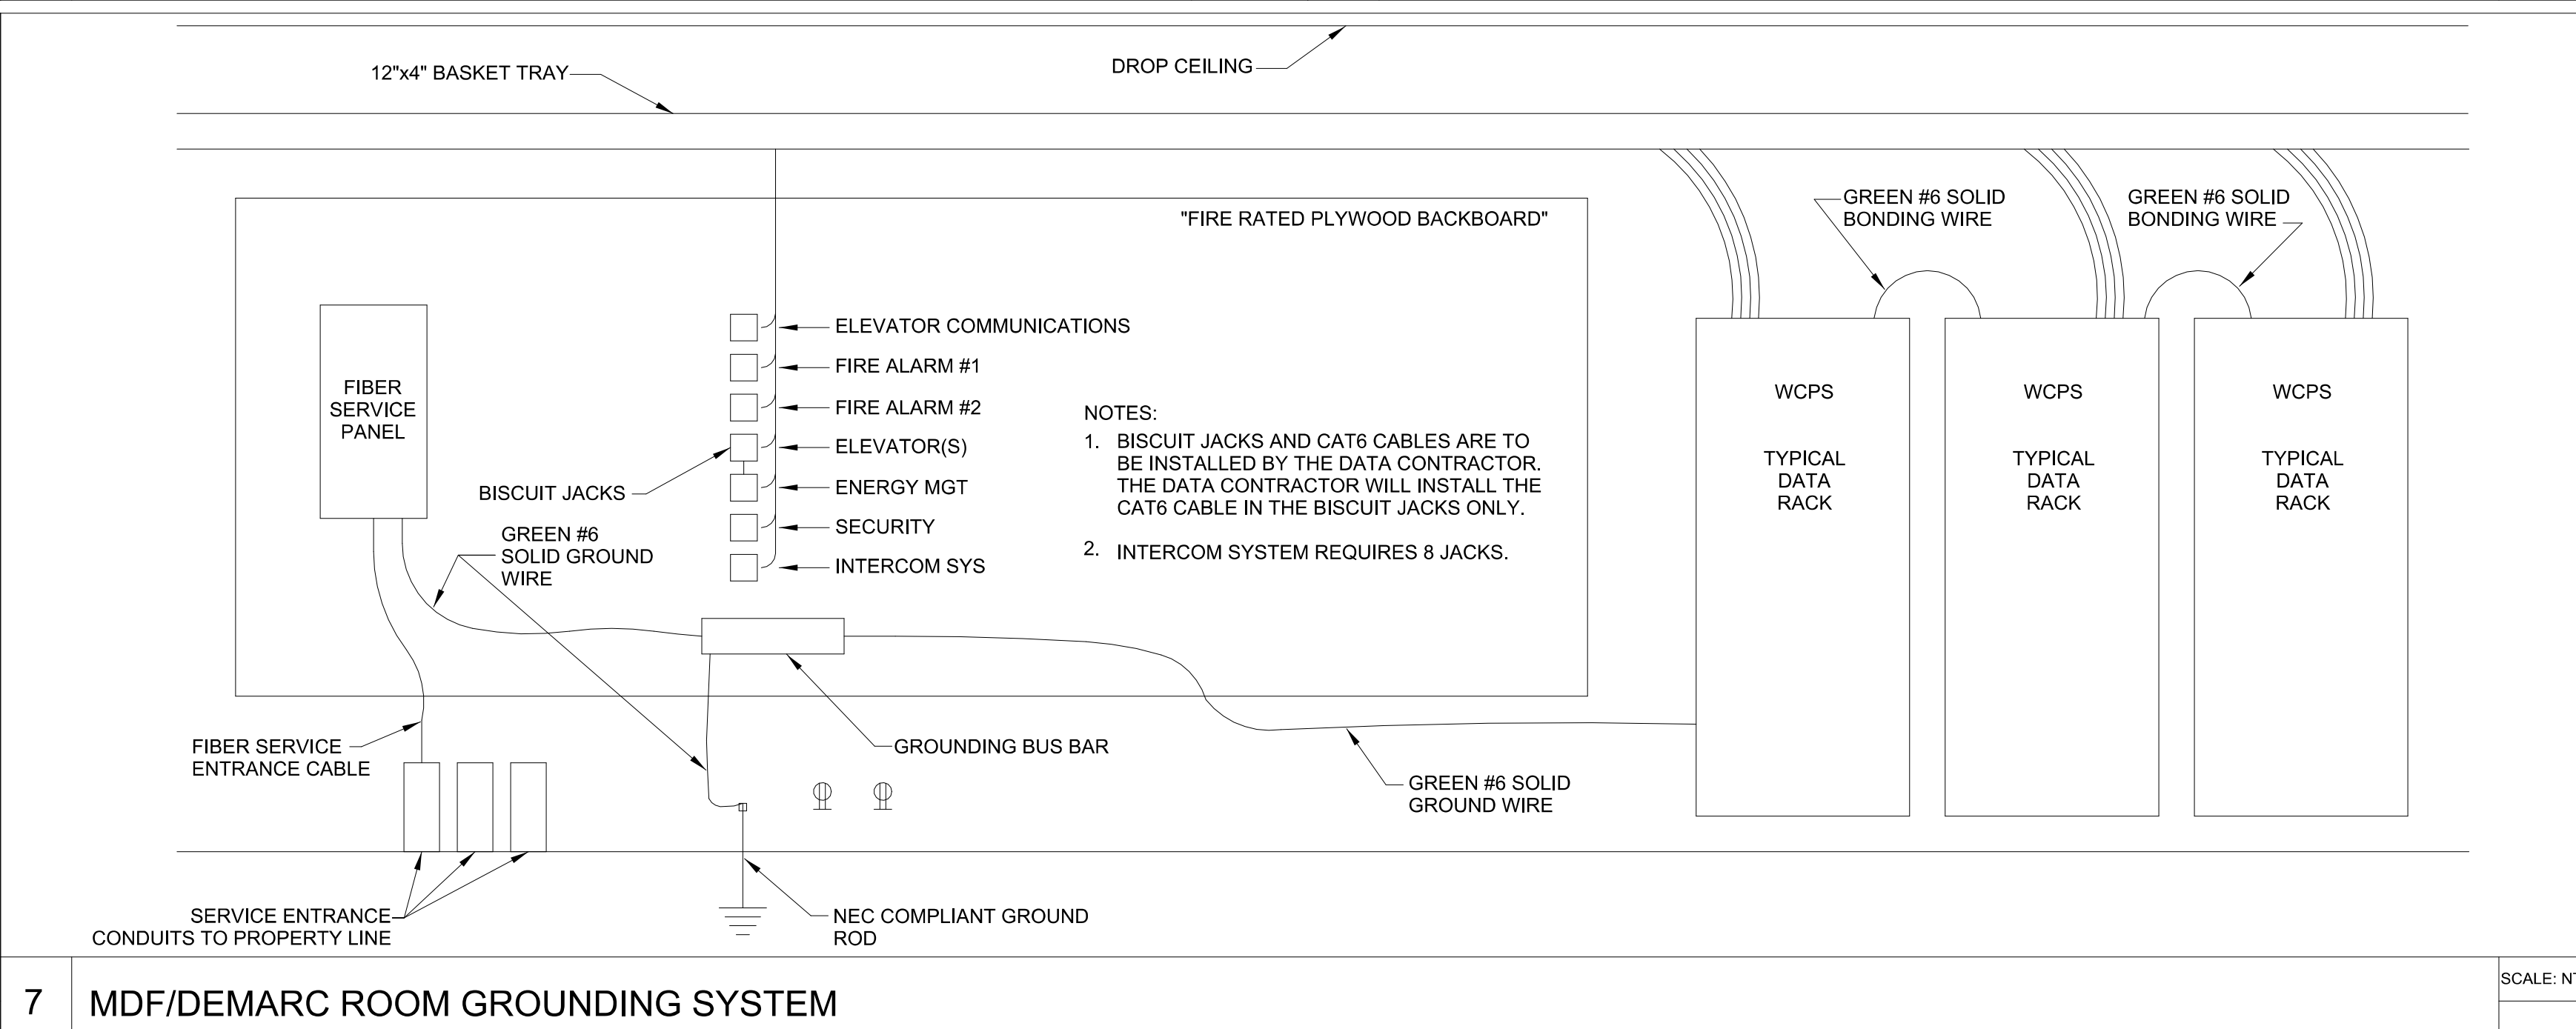 12"x4" BASKET TRAY
DROP CEILING
"FIRE RATED PLYWOOD BACKBOARD"
GREEN #6 SOLID
BONDING WIRE
GREEN #6 SOLID
BONDING WIRE
FIBER
SERVICE
PANEL
ELEVATOR COMMUNICATIONS
FIRE ALARM #1
FIRE ALARM #2
ELEVATOR(S)
ENERGY MGT
SECURITY
INTERCOM SYS
BISCUIT JACKS
GREEN #6
SOLID GROUND
WIRE
NOTES:
1. BISCUIT JACKS AND CAT6 CABLES ARE TO
BE INSTALLED BY THE DATA CONTRACTOR.
THE DATA CONTRACTOR WILL INSTALL THE
CAT6 CABLE IN THE BISCUIT JACKS ONLY.
2. INTERCOM SYSTEM REQUIRES 8 JACKS.
WCPS
TYPICAL
DATA
RACK
WCPS
TYPICAL
DATA
RACK
WCPS
TYPICAL
DATA
RACK
FIBER SERVICE
ENTRANCE CABLE
GROUNDING BUS BAR
GREEN #6 SOLID
GROUND WIRE
SERVICE ENTRANCE
CONDUITS TO PROPERTY LINE
NEC COMPLIANT GROUND
ROD
7
MDF/DEMARC ROOM GROUNDING SYSTEM
SCALE: